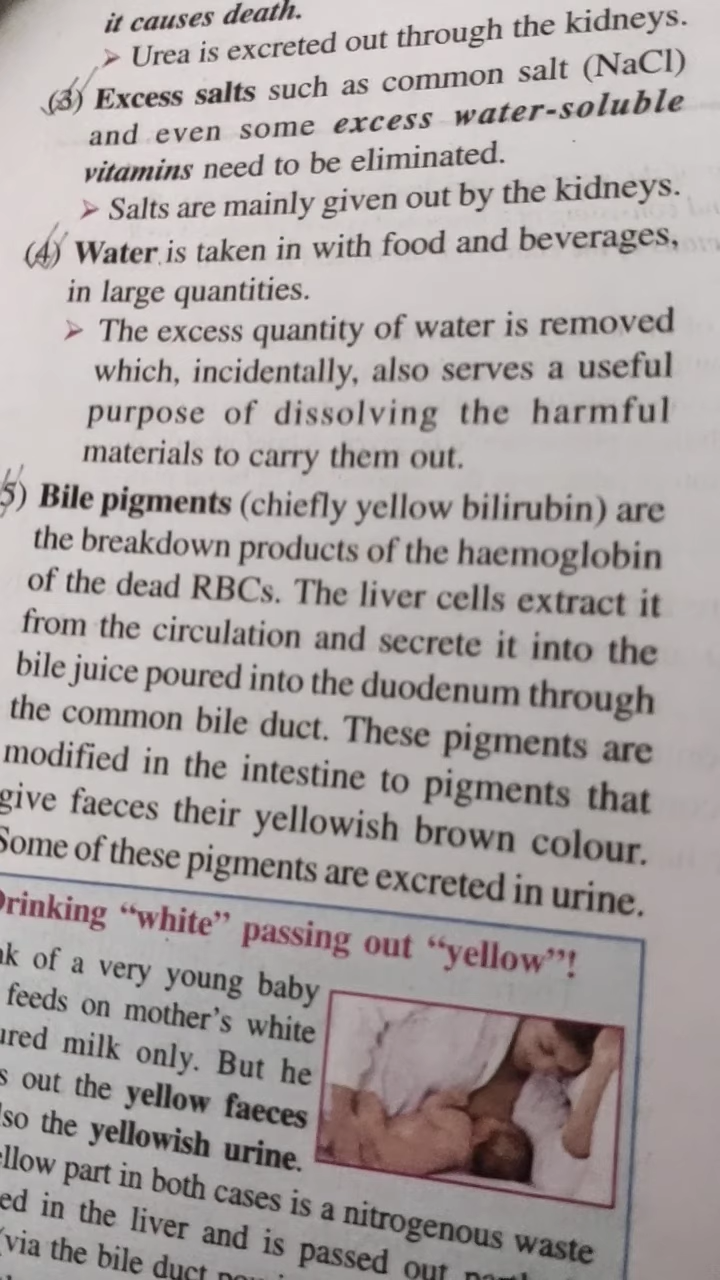 it causes death.
➢ Urea is excreted out through the kidneys.
(3) Excess salts such as common salt (NaCl)
and even some excess water-soluble
vitamins need to be eliminated.
➢ Salts are mainly given out by the kidneys.
(4) Water is taken in with food and beverages,
in large quantities.
➢ The excess quantity of water is removed
which, incidentally, also serves a useful
purpose of dissolving the harmful
materials to carry them out.
5) Bile pigments (chiefly yellow bilirubin) are
the breakdown products of the haemoglobin
of the dead RBCs. The liver cells extract it
from the circulation and secrete it into the
bile juice poured into the duodenum through
the common bile duct. These pigments are
modified in the intestine to pigments that
give faeces their yellowish brown colour.
Some of these pigments are excreted in urine.
Drinking “white” passing out “yellow”!
of a very young baby
feeds on mother's white
milk only. But he
out the yellow faeces
the yellowish urine.
part in both cases is a nitrogenous waste
in the liver and is passed out
(via the bile duct